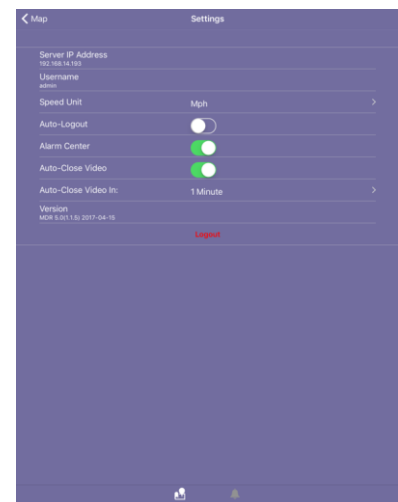 Map
Settings
Server IP Address
192.168.14.193
Username
admin
Speed Unit
Mph
Auto-Logout
Alarm Center
Auto-Close Video
Auto-Close Video In:
1 Minute
Version
MDR 5.0(1.1.5) 2017-04-15
Logout